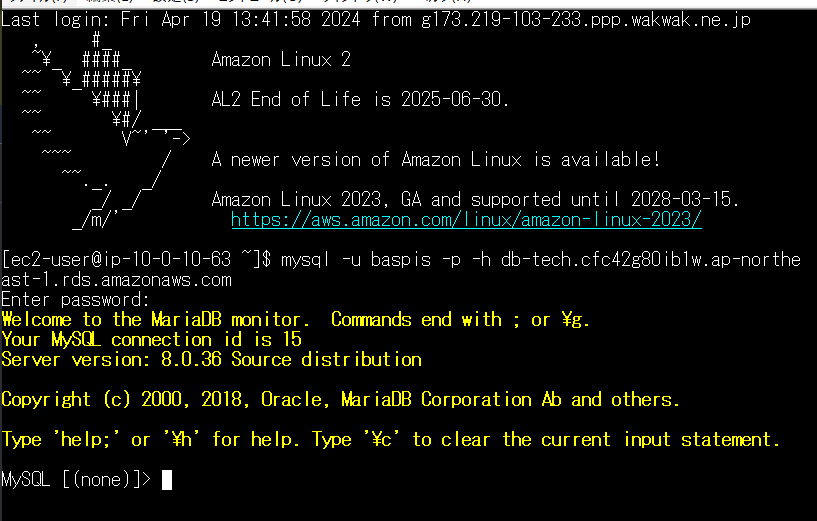 Last login: Fri Apr 19 13:41:58 2024 from g173.219-103-233.ppp.wakwak.ne.jp
   ,     #_
   ~¥_  ####_        Amazon Linux 2
  ~~  ¥_#####¥
  ~~     ¥###|       AL2 End of Life is 2025-06-30.
  ~~       ¥#/ ___
   ~~       V~' '->
    ~~~         /    A newer version of Amazon Linux is available!
      ~~._.   _/
         _/ _/       Amazon Linux 2023, GA and supported until 2028-03-15.
       _/m/'           https://aws.amazon.com/linux/amazon-linux-2023/
[ec2-user@ip-10-0-10-63 ~]$ mysql -u baspis -p -h db-tech.cfc42g80ib1w.ap-northe
ast-1.rds.amazonaws.com
Enter password:
Welcome to the MariaDB monitor.  Commands end with ; or ¥g.
Your MySQL connection id is 15
Server version: 8.0.36 Source distribution
Copyright (c) 2000, 2018, Oracle, MariaDB Corporation Ab and others.
Type 'help;' or '¥h' for help. Type '¥c' to clear the current input statement.
MySQL [(none)]>